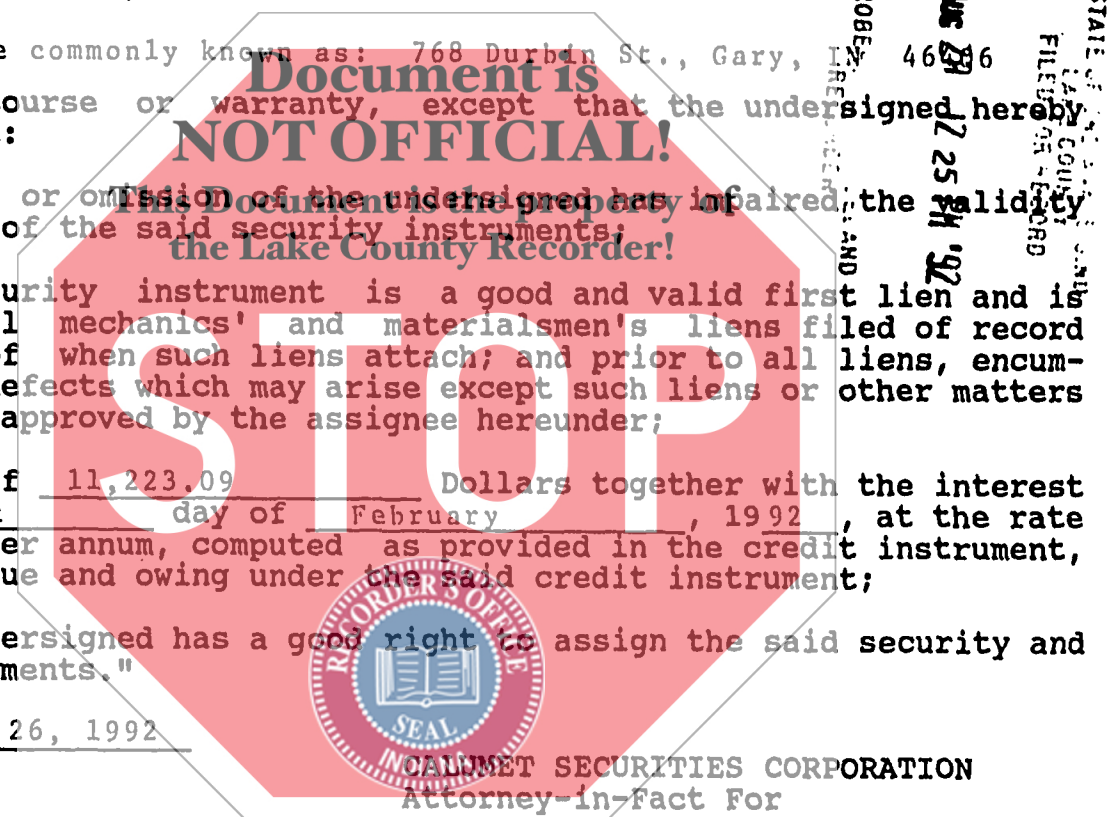 commonly known as: 768 Durbin St., Gary, IN 46
Document is
course or warranty, except that the undersigned hereby
NOT OFFICIAL!
or omission of the undersigned has impaired the validity
This Document is the property of
of the said security instruments;
the Lake County Recorder!
urity instrument is a good and valid first lien and is
l mechanics' and materialsmen's liens filed of record
f when such liens attach; and prior to all liens, encum-
efects which may arise except such liens or other matters
approved by the assignee hereunder;
STOP
f 11,223.09 Dollars together with the interest
day of February, 1992, at the rate
er annum, computed as provided in the credit instrument,
ue and owing under the said credit instrument;
ersigned has a good right to assign the said security and
ments."
26, 1992
RECORDER'S OFFICE
SEAL
INDIANA
CALUMET SECURITIES CORPORATION
Attorney-in-Fact For
12 25 PM '92
FILED FOR RECORD